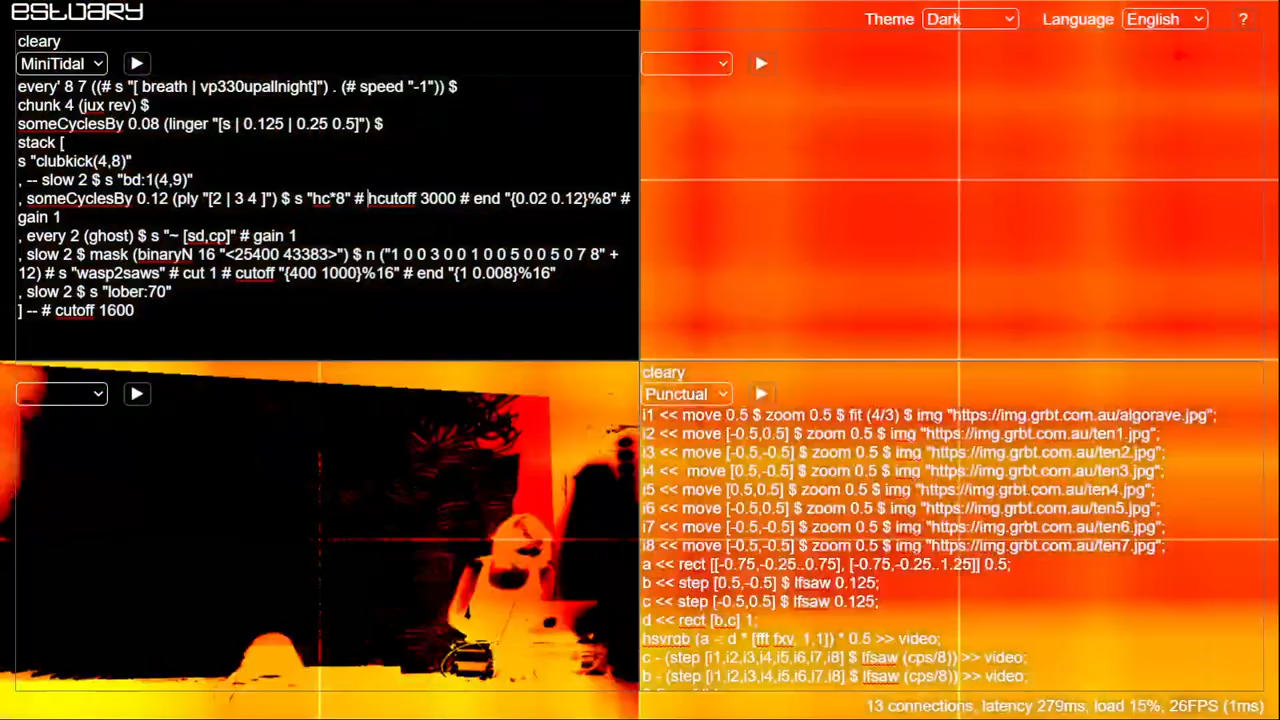 estuary
Theme Dark Language English ?
cleary
MiniTidal
every' 8 7 ((# s "[ breath | vp330upallnight]") . (# speed "-1")) $
chunk 4 (jux rev) $
someCyclesBy 0.08 (linger "[s | 0.125 | 0.25 0.5]") $
stack [
s "clubkick(4,8)"
, -- slow 2 $ s "bd:1(4,9)"
, someCyclesBy 0.12 (ply "[2 | 3 4 ]") $ s "hc*8" # hcutoff 3000 # end "{0.02 0.12}%8" #
gain 1
, every 2 (ghost) $ s "~ [sd,cp]" # gain 1
, slow 2 $ mask (binaryN 16 "<25400 43383>") $ n ("1 0 0 3 0 0 1 0 0 5 0 0 5 0 7 8" +
12) # s "wasp2saws" # cut 1 # cutoff "{400 1000}%16" # end "{1 0.008}%16"
, slow 2 $ s "lober:70"
] -- # cutoff 1600
cleary
Punctual
i1 << move 0.5 $ zoom 0.5 $ fit (4/3) $ img "https://img.grbt.com.au/algorave.jpg";
i2 << move [-0.5,0.5] $ zoom 0.5 $ img "https://img.grbt.com.au/ten1.jpg";
i3 << move [-0.5,-0.5] $ zoom 0.5 $ img "https://img.grbt.com.au/ten2.jpg";
i4 << move [0.5,-0.5] $ zoom 0.5 $ img "https://img.grbt.com.au/ten3.jpg";
i5 << move [0.5,0.5] $ zoom 0.5 $ img "https://img.grbt.com.au/ten4.jpg";
i6 << move [-0.5,0.5] $ zoom 0.5 $ img "https://img.grbt.com.au/ten5.jpg";
i7 << move [-0.5,-0.5] $ zoom 0.5 $ img "https://img.grbt.com.au/ten6.jpg";
i8 << move [-0.5,-0.5] $ zoom 0.5 $ img "https://img.grbt.com.au/ten7.jpg";
a << rect [[-0.75,-0.25..0.75], [-0.75,-0.25..1.25]] 0.5;
b << step [0.5,-0.5] $ lfsaw 0.125;
c << step [-0.5,0.5] $ lfsaw 0.125;
d << rect [b,c] 1;
hsvrgb (a - d * [fft fxv, 1,1]) * 0.5 >> video;
c - (step [i1,i2,i3,i4,i5,i6,i7,i8] $ lfsaw (cps/8)) >> video;
b - (step [i1,i2,i3,i4,i5,i6,i7,i8] $ lfsaw (cps/8)) >> video;
13 connections, latency 279ms, load 15%, 26FPS (1ms)